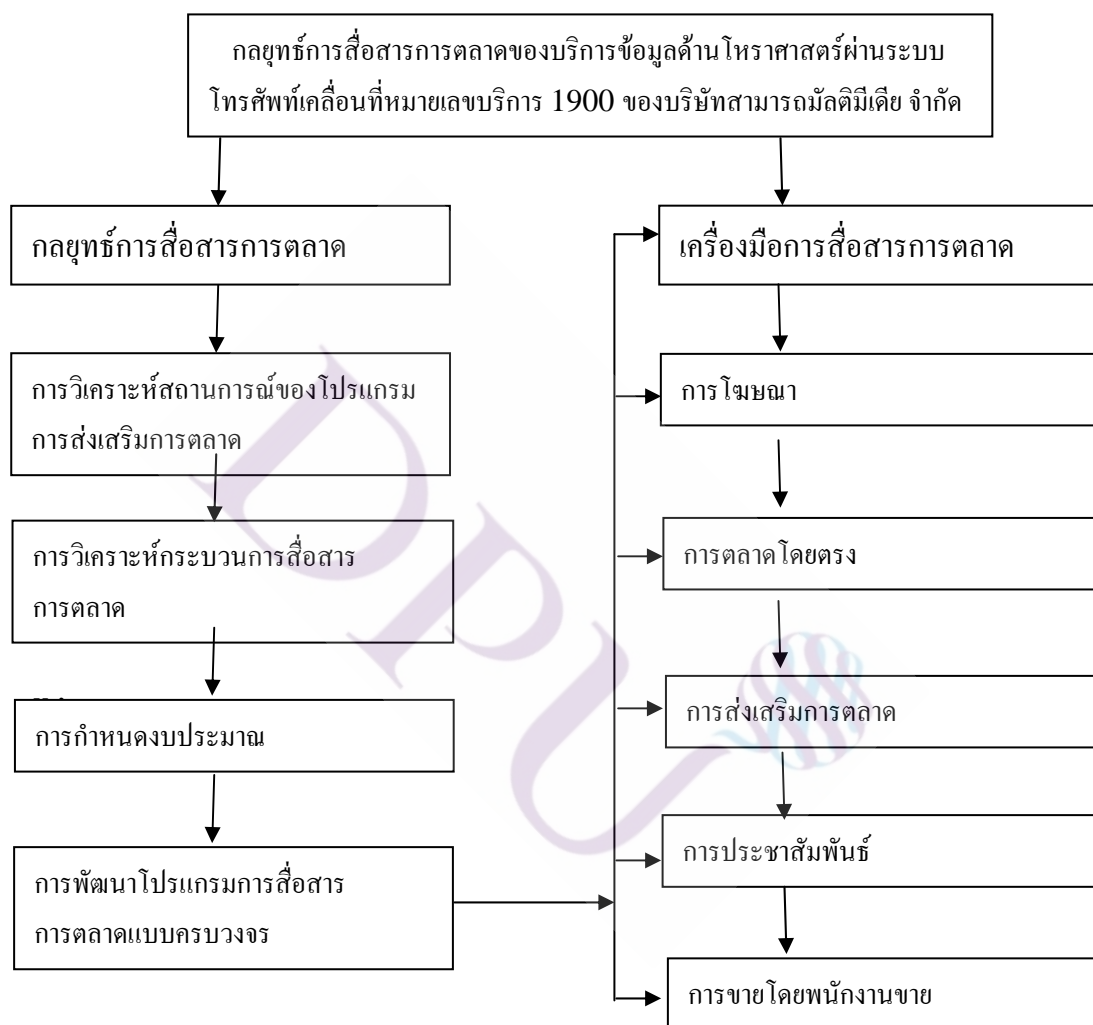 กลยุทธ์การสื่อสารการตลาดของบริการข้อมูลด้านโหราศาสตร์ผ่านระบบ
โทรศัพท์เคลื่อนที่หมายเลขบริการ 1900 ของบริษัทสามารถมัลติมีเดีย จำกัด
กลยุทธ์การสื่อสารการตลาด
การวิเคราะห์สถานการณ์ของโปรแกรม
การส่งเสริมการตลาด
การวิเคราะห์กระบวนการสื่อสาร
การตลาด
การกำหนดงบประมาณ
การพัฒนาโปรแกรมการสื่อสาร
การตลาดแบบครบวงจร
เครื่องมือการสื่อสารการตลาด
การโฆษณา
การตลาดโดยตรง
การส่งเสริมการตลาด
การประชาสัมพันธ์
การขายโดยพนักงานขาย
DPU